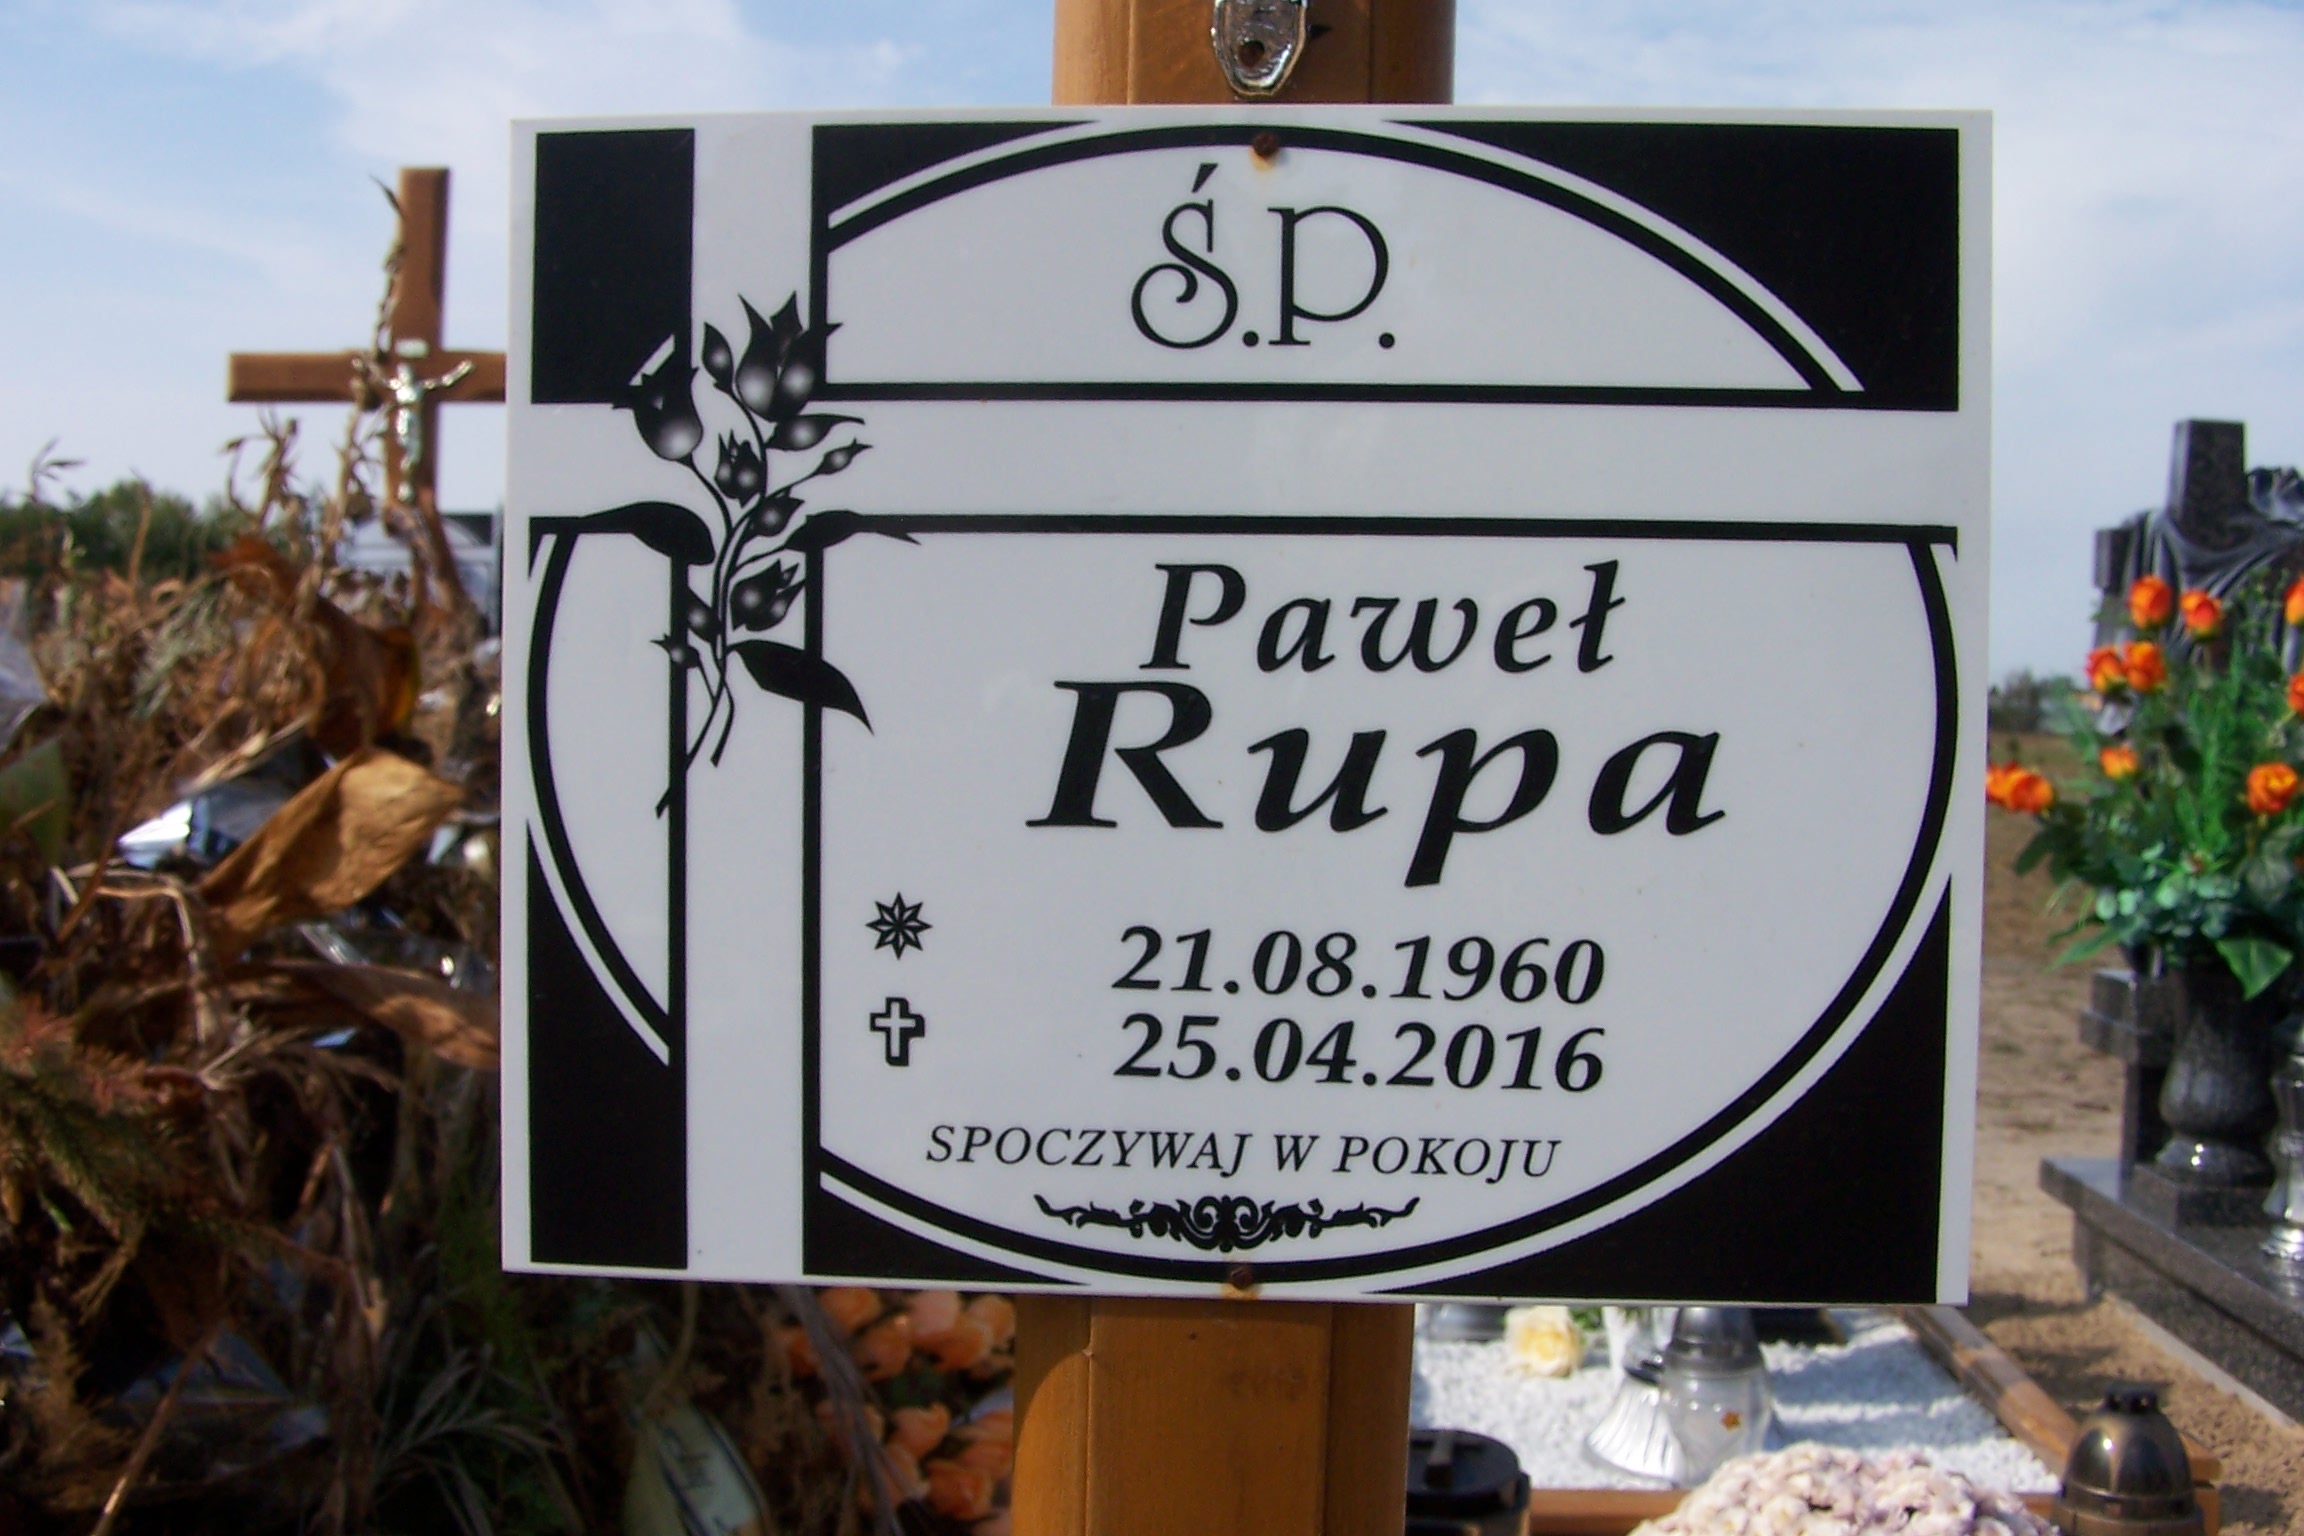 Ś.P.
Paweł
Rupa
21.08.1960
25.04.2016
SPOCZYWAJ W POKOJU